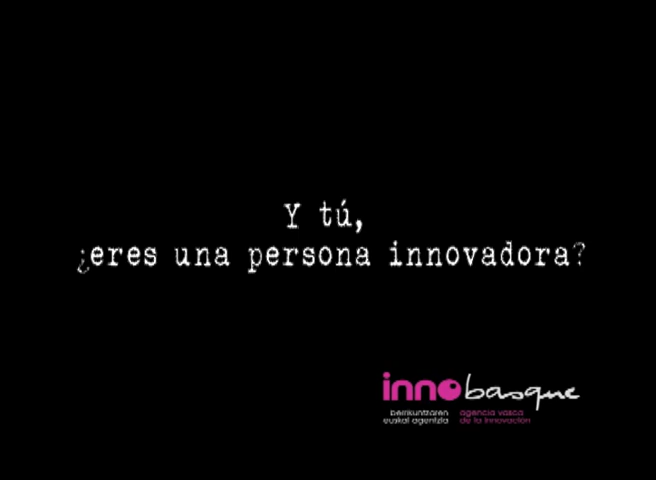 Y tú,
¿eres una persona innovadora?
innobasque
berrikuntzaren agencia vasca
euskal agentzia de la innovación